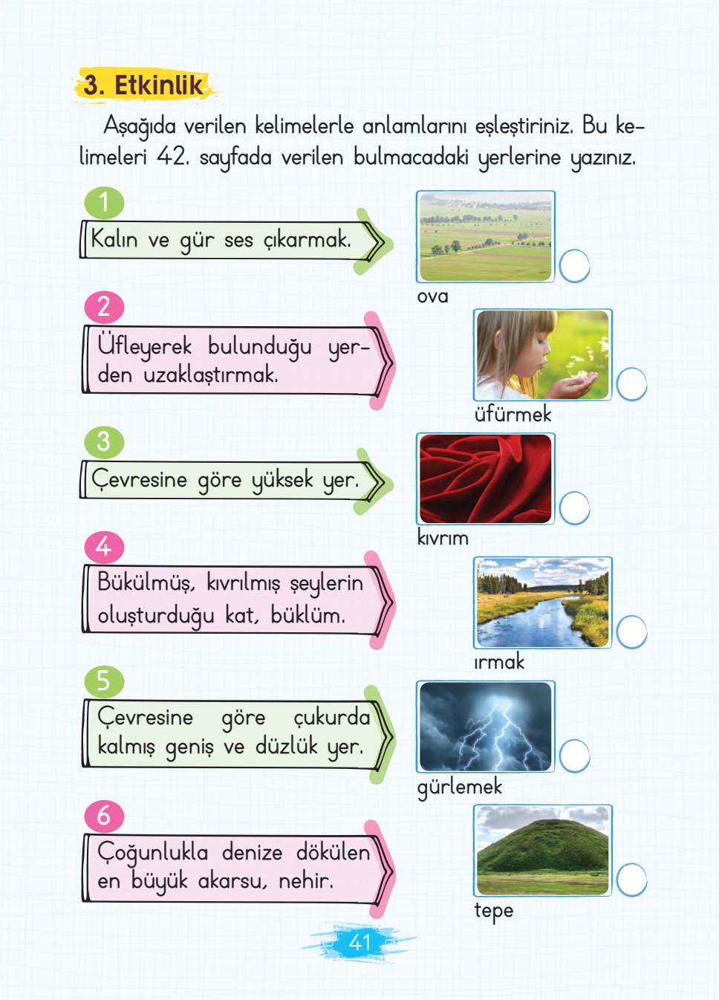 3. Etkinlik
Aşağıda verilen kelimelerle anlamlarını eşleştiriniz. Bu ke-
limeleri 42. sayfada verilen bulmacadaki yerlerine yazınız.
1
Kalın ve gür ses çıkarmak.
2
Üfleyerek bulunduğu yer-
den uzaklaştırmak.
3
Çevresine göre yüksek yer.
4
Bükülmüş, kıvrılmış şeylerin
oluşturduğu kat, büklüm.
5
Çevresine göre çukurda
kalmış geniş ve düzlük yer.
6
Çoğunlukla denize dökülen
en büyük akarsu, nehir.
ova
üfürmek
kıvrım
ırmak
gürlemek
tepe
41